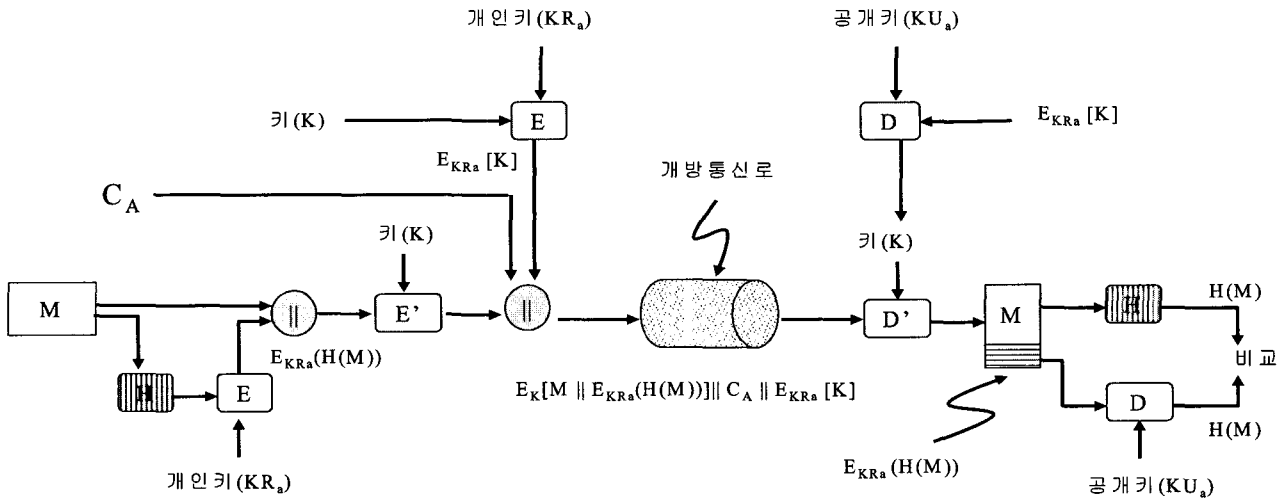 개인키(KRa)
공개키(KUa)
키(K)
E
D
EKRa [K]
EKRa [K]
개방통신로
CA
키(K)
키(K)
M
||
E'
||
D'
M
H
H(M)
비교
EKRa(H(M))
H
E
EK[M || EKRa(H(M))]|| CA || EKRa [K]
D
H(M)
개인키(KRa)
EKRa(H(M))
공개키(KUa)